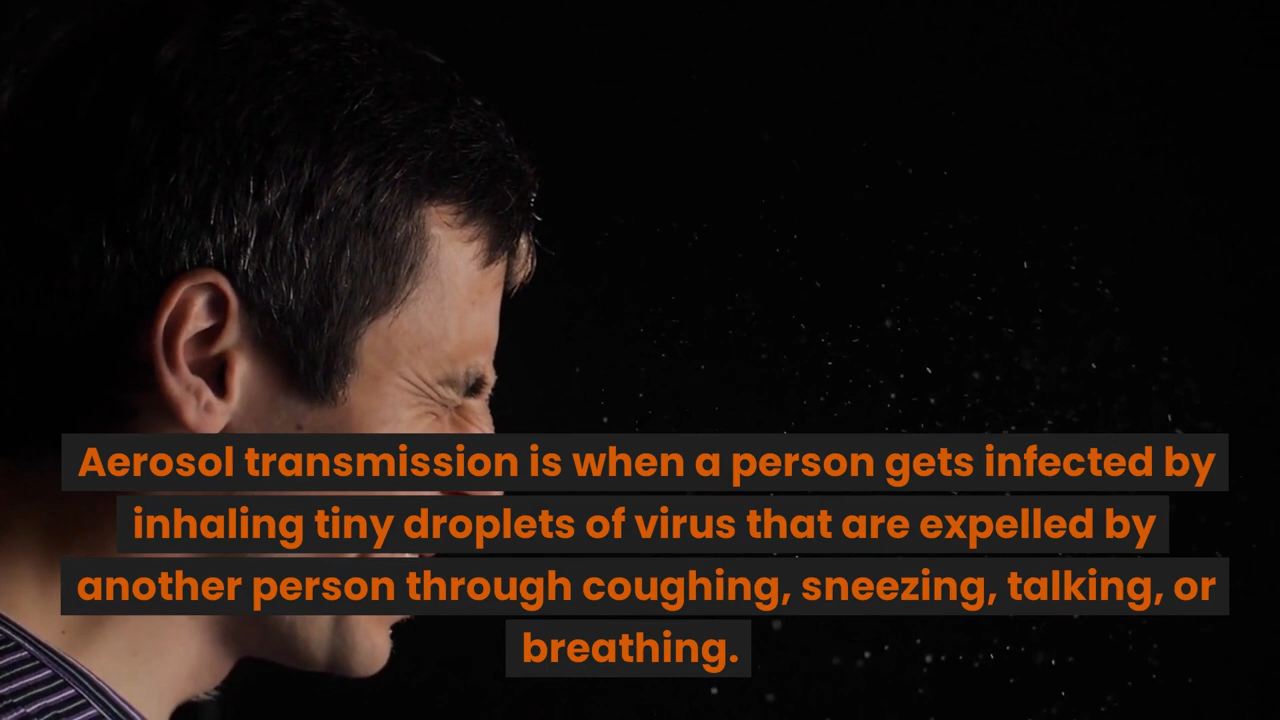 Aerosol transmission is when a person gets infected by
inhaling tiny droplets of virus that are expelled by
another person through coughing, sneezing, talking, or
breathing.